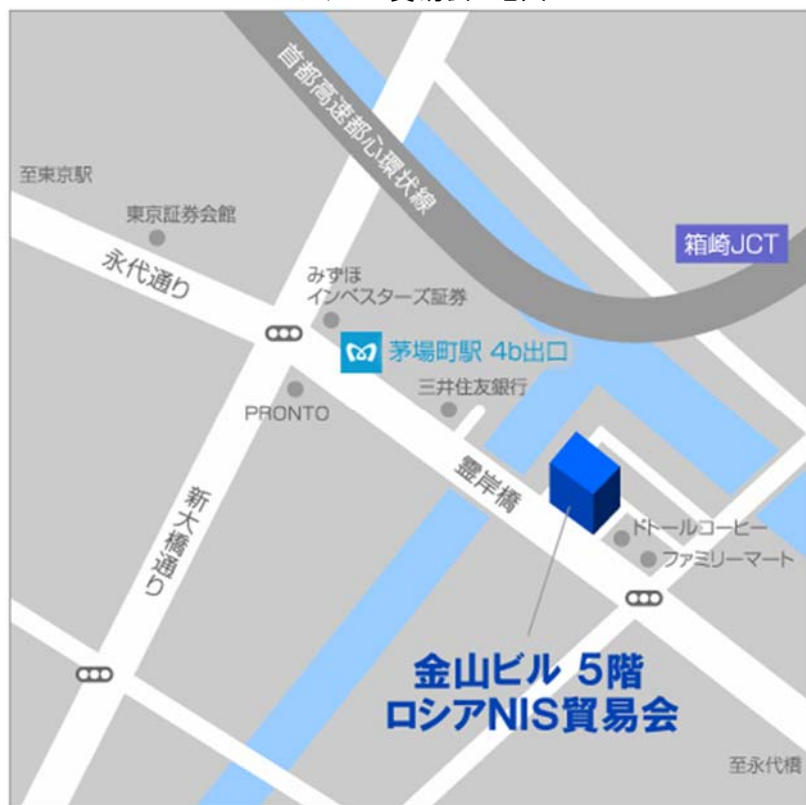 首都高速都心環状線
至東京駅
東京証券会館
永代通り
箱崎JCT
みずほ
インベスターズ証券
茅場町駅 4b出口
三井住友銀行
PRONTO
霊岸橋
新大橋通り
ドトールコーヒー
ファミリーマート
金山ビル 5階
ロシアNIS貿易会
至永代橋